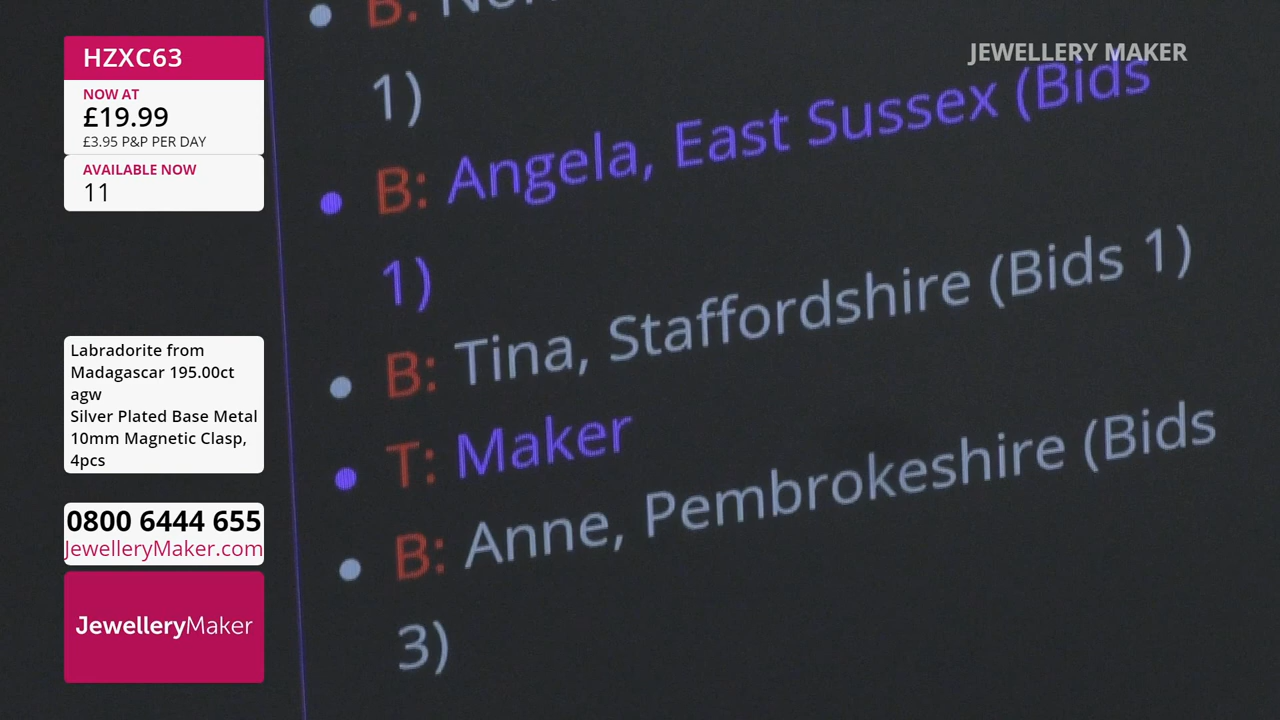 HZXC63
NOW AT
£19.99
£3.95 P&P PER DAY
AVAILABLE NOW
11
Labradorite from
Madagascar 195.00ct
agw
Silver Plated Base Metal
10mm Magnetic Clasp,
4pcs
0800 6444 655
JewelleryMaker.com
JewelleryMaker
JEWELLERY MAKER
B:
1)
B: Angela, East Sussex (Bids
1)
B: Tina, Staffordshire (Bids 1)
T: Maker
B: Anne, Pembrokeshire (Bids
3)